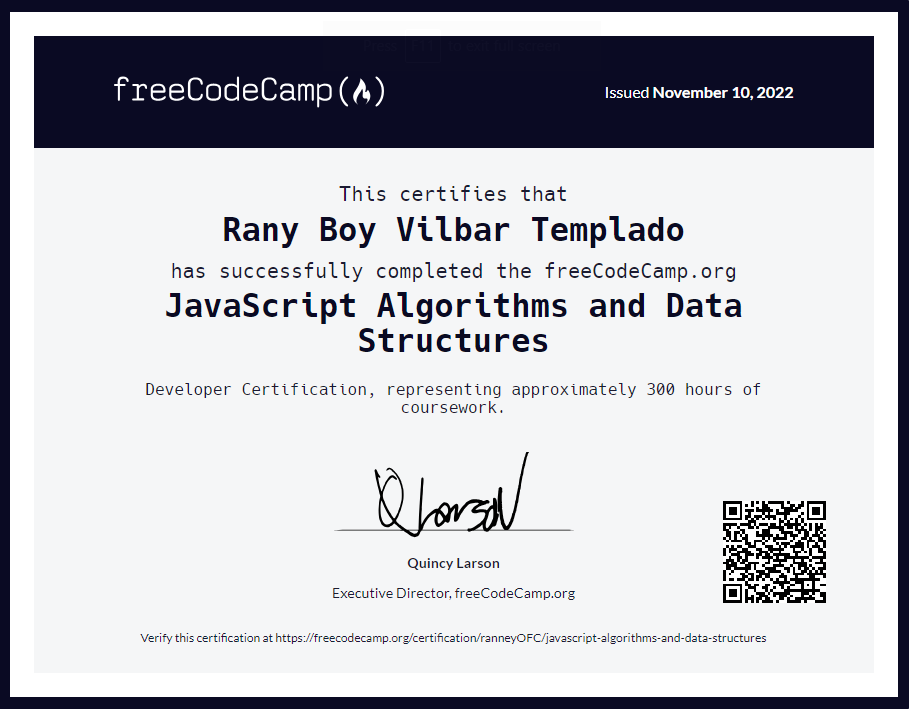 freeCodeCamp
Issued November 10, 2022
This certifies that
Rany Boy Vilbar Templado
has successfully completed the freeCodeCamp.org
JavaScript Algorithms and Data
Structures
Developer Certification, representing approximately 300 hours of
coursework.
Q Larson
Quincy Larson
Executive Director, freeCodeCamp.org
Verify this certification at https://freecodecamp.org/certification/ranneyOFC/javascript-algorithms-and-data-structures